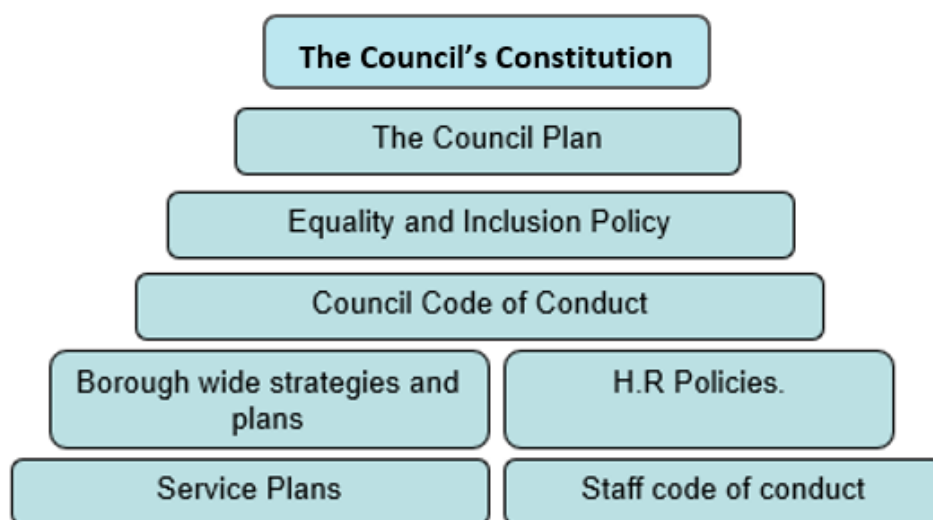 The Council’s Constitution
The Council Plan
Equality and Inclusion Policy
Council Code of Conduct
Borough wide strategies and
plans
H.R Policies.
Service Plans
Staff code of conduct